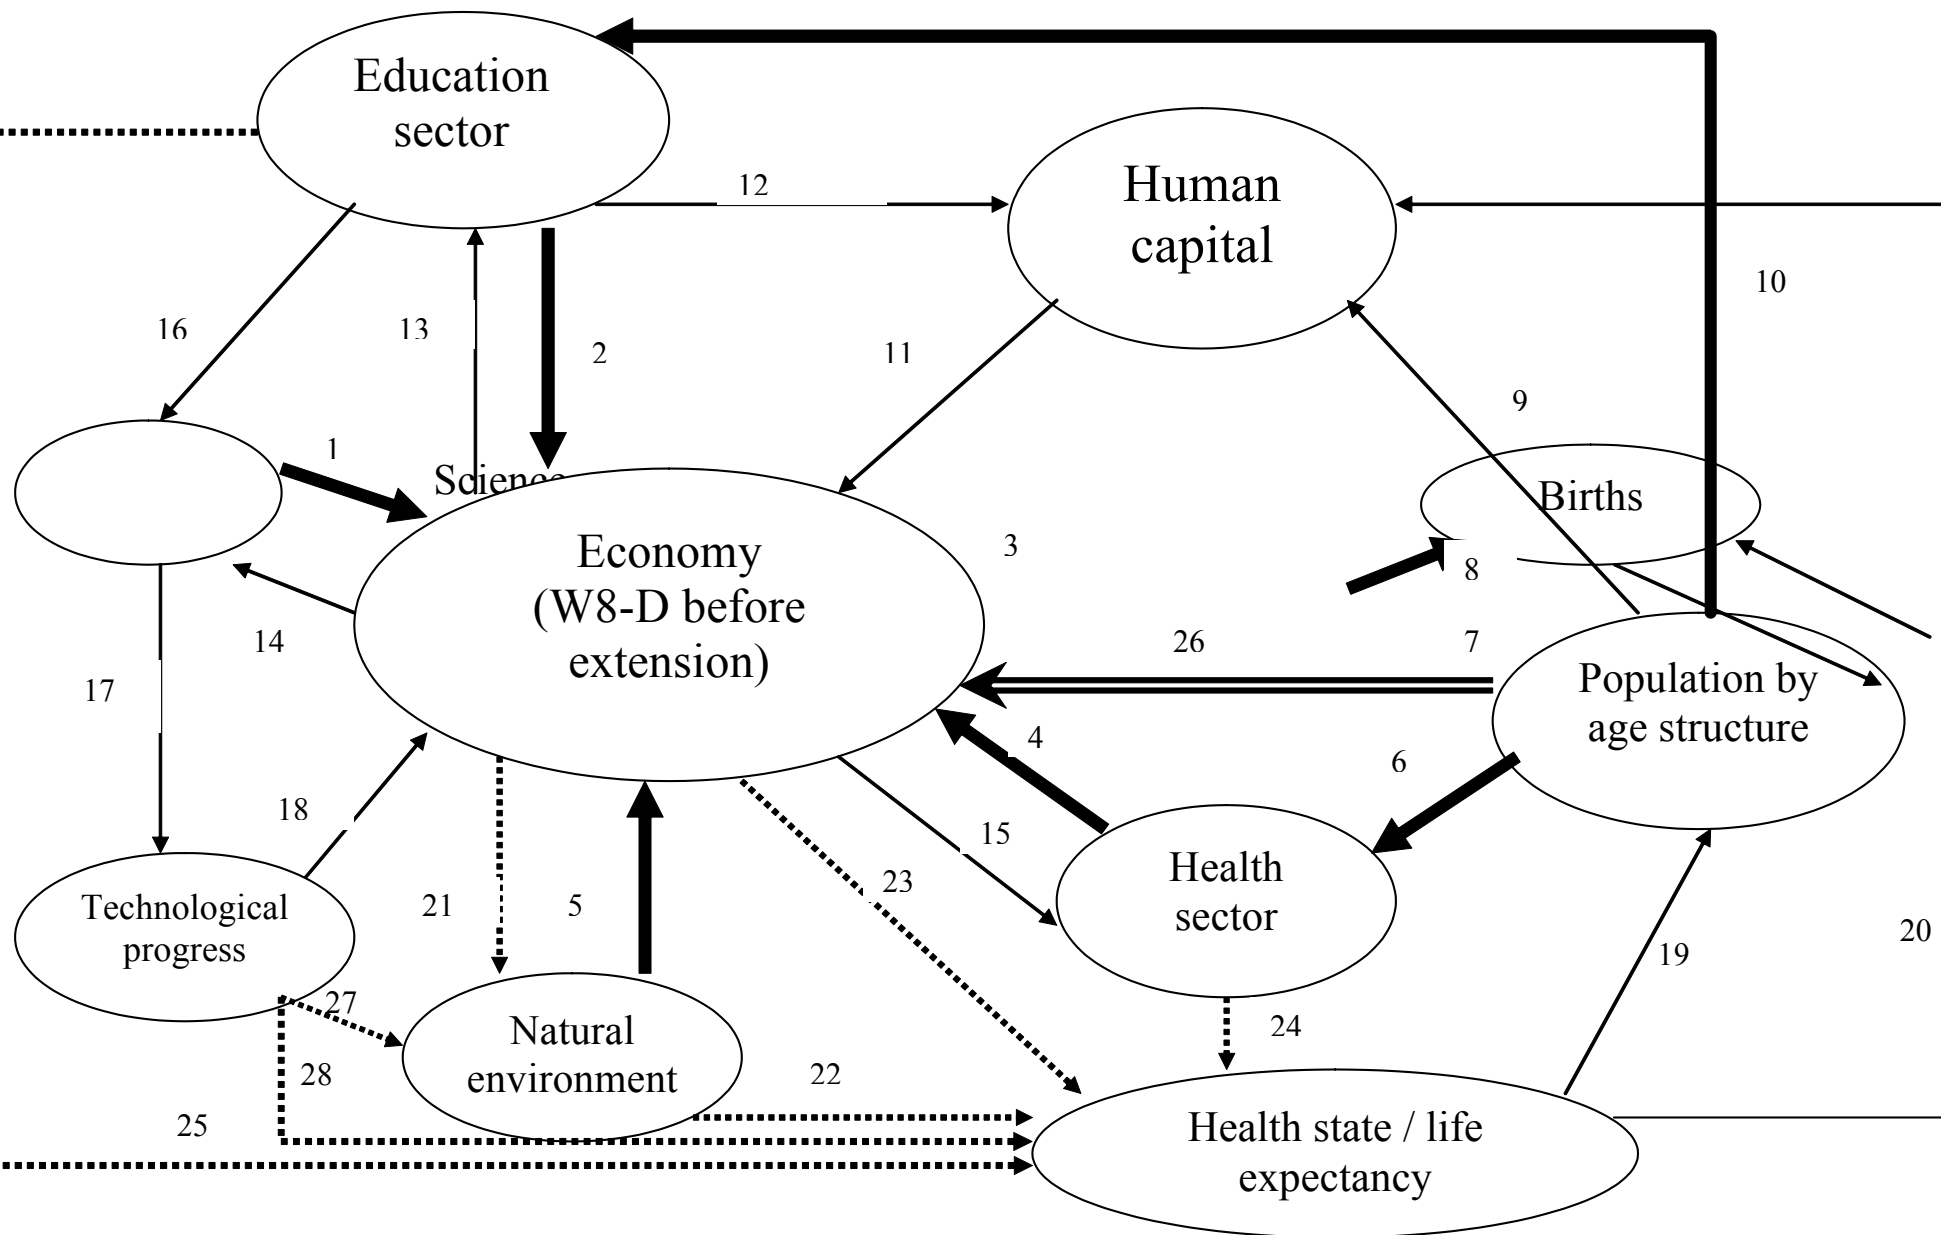 Education
sector
12
Human
capital
10
16
13
2
11
9
1
Science
Births
3
8
Economy
(W8-D before
extension)
14
26
7
17
Population by
age structure
4
6
18
15
Health
sector
23
21
5
Technological
progress
20
19
27
Natural
environment
24
28
22
25
Health state / life
expectancy